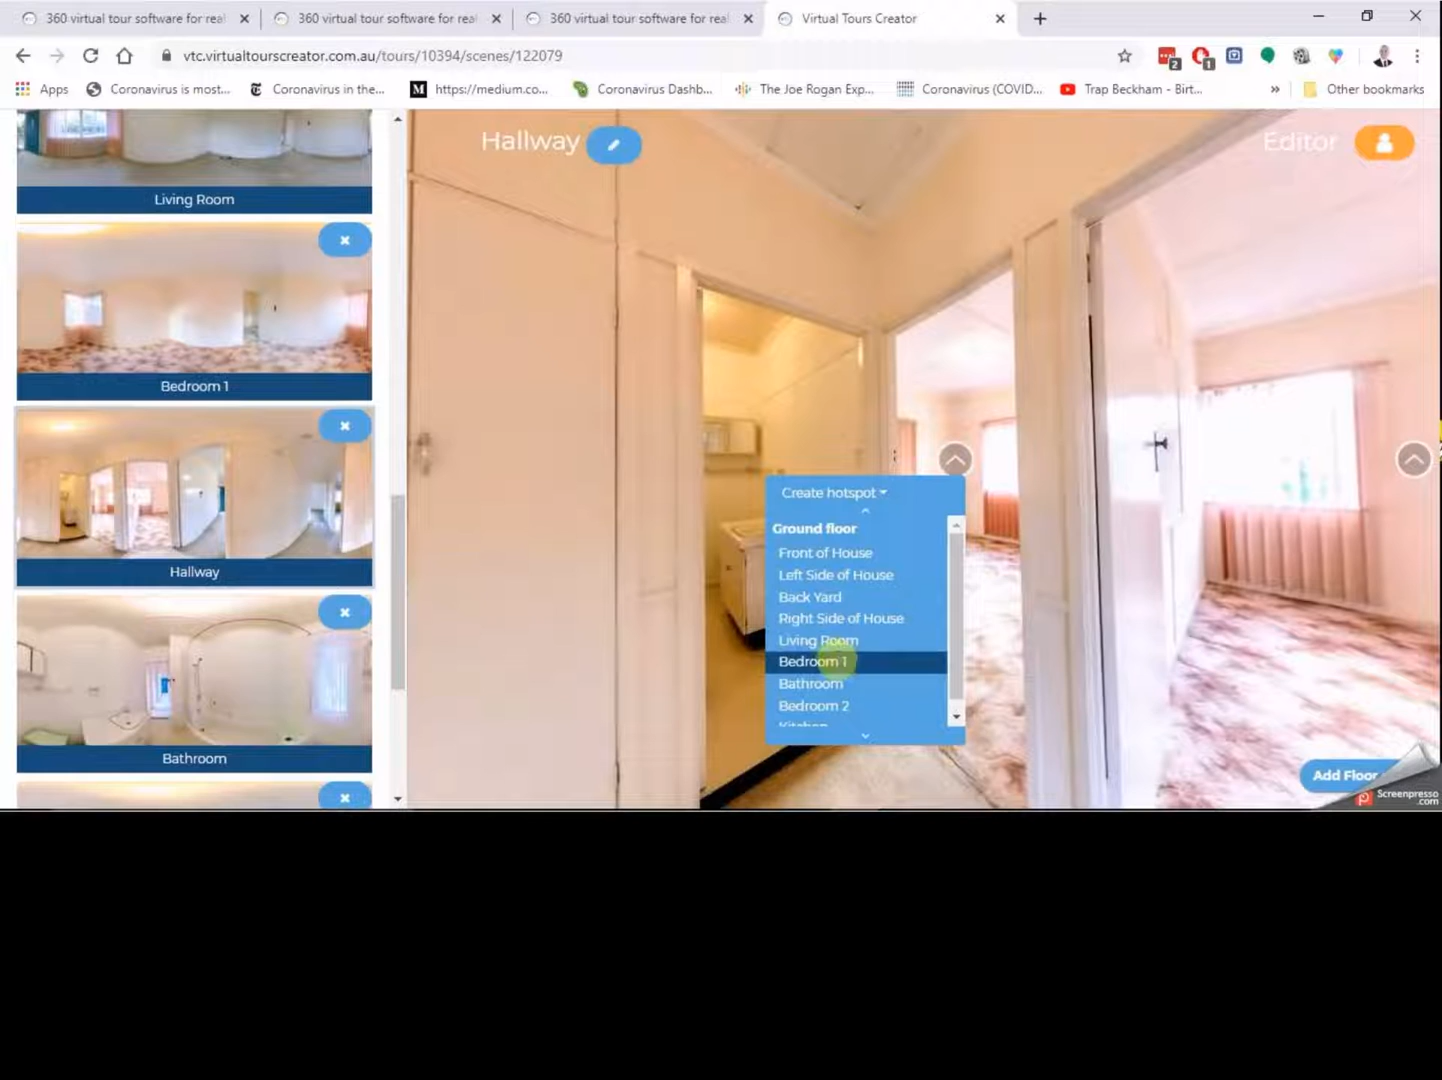 360 virtual tour software for real
360 virtual tour software for real
360 virtual tour software for real
Virtual Tours Creator
vtc.virtualtourscreator.com.au/tours/10394/scenes/122079
2
1
Apps
Coronavirus is most...
Coronavirus in the...
https://medium.co...
Coronavirus Dashb...
The Joe Rogan Exp...
Coronavirus (COVID...
Trap Beckham - Birt...
»
Other bookmarks
Hallway
Editor
Living Room
Bedroom 1
Hallway
Bathroom
Create hotspot
Ground floor
Front of House
Left Side of House
Back Yard
Right Side of House
Living Room
Bedroom 1
Bathroom
Bedroom 2
Kitchen
Add Floor
Screenpresso
.com